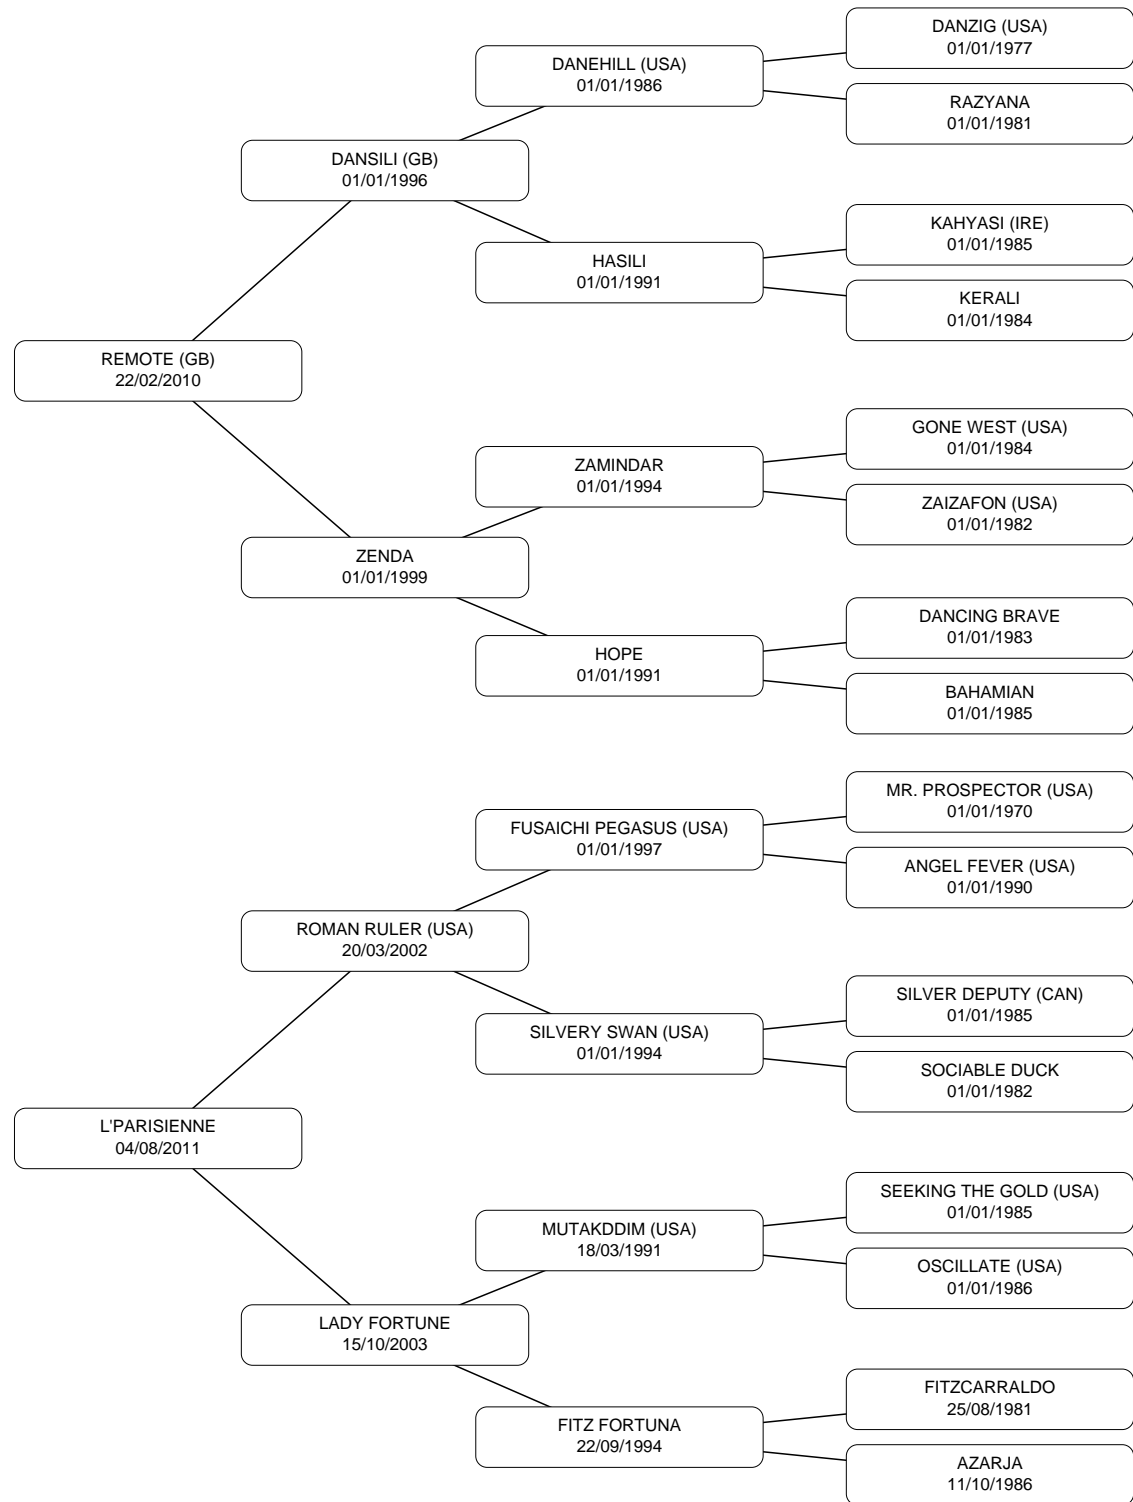 DANZIG (USA)
01/01/1977
DANEHILL (USA)
01/01/1986
RAZYANA
01/01/1981
DANSILI (GB)
01/01/1996
KAHYASI (IRE)
01/01/1985
HASILI
01/01/1991
KERALI
01/01/1984
REMOTE (GB)
22/02/2010
GONE WEST (USA)
01/01/1984
ZAMINDAR
01/01/1994
ZAIZAFON (USA)
01/01/1982
ZENDA
01/01/1999
DANCING BRAVE
01/01/1983
HOPE
01/01/1991
BAHAMIAN
01/01/1985
MR. PROSPECTOR (USA)
01/01/1970
FUSAICHI PEGASUS (USA)
01/01/1997
ANGEL FEVER (USA)
01/01/1990
ROMAN RULER (USA)
20/03/2002
SILVER DEPUTY (CAN)
01/01/1985
SILVERY SWAN (USA)
01/01/1994
SOCIABLE DUCK
01/01/1982
L'PARISIENNE
04/08/2011
SEEKING THE GOLD (USA)
01/01/1985
MUTAKDDIM (USA)
18/03/1991
OSCILLATE (USA)
01/01/1986
LADY FORTUNE
15/10/2003
FITZCARRALDO
25/08/1981
FITZ FORTUNA
22/09/1994
AZARJA
11/10/1986